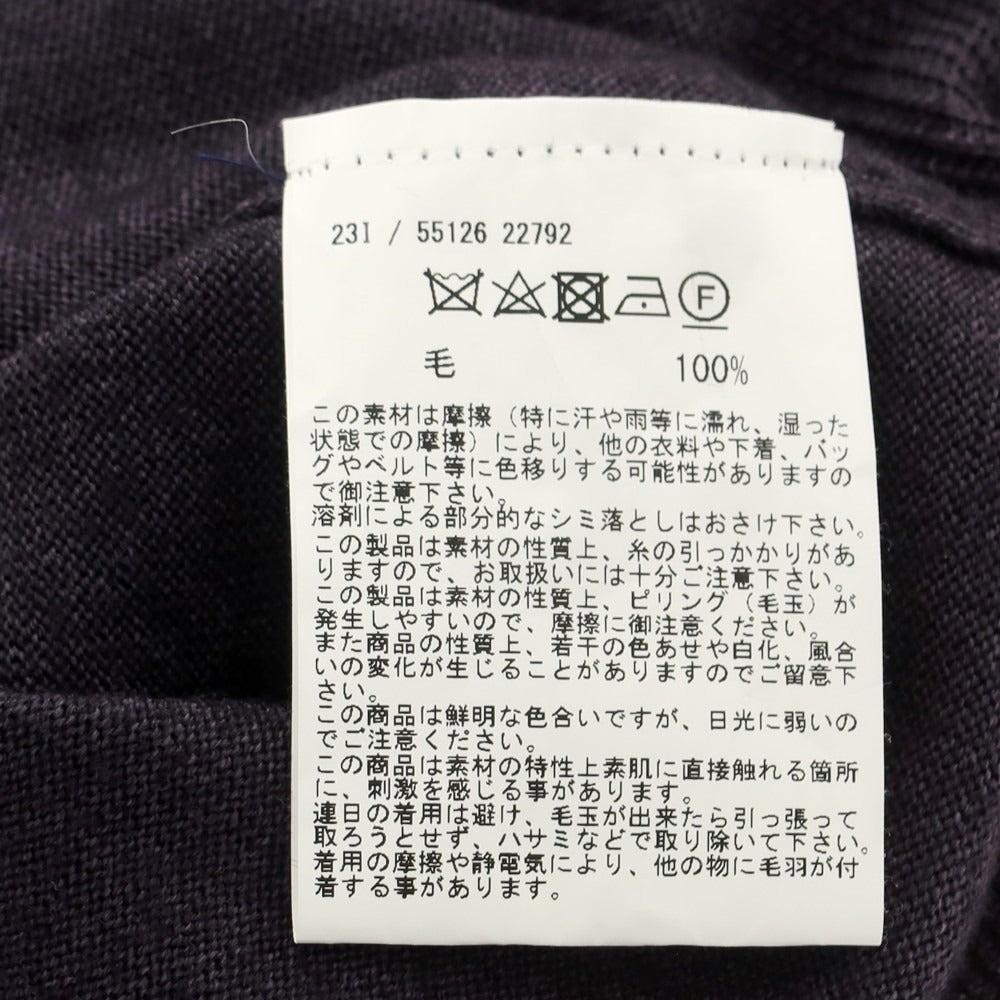 23I / 55126 22792
F
毛 100%
この素材は摩擦（特に汗や雨等に濡れ、湿った
状態での摩擦）により、他の衣料や下着、バッ
グやベルト等に色移りする可能性がありますの
で御注意下さい。
溶剤による部分的なシミ落としはおさけ下さい。
この製品は素材の性質上、糸の引っかかりがあ
りますので、お取扱いには十分ご注意下さい。
この製品は素材の性質上、ピリング（毛玉）が
発生しやすいので、摩擦に御注意ください。
また商品の性質上、若干の色あせや白化、風合
いの変化が生じることがありますのでご留意下
さい。
この商品は鮮明な色合いですが、日光に弱いの
でご注意ください。
この商品は素材の特性上素肌に直接触れる箇所
に、刺激を感じる事があります。
連日の着用は避け、毛玉が出来たら引っ張って
取ろうとせず、ハサミなどで取り除いて下さい。
着用の摩擦や静電気により、他の物に毛羽が付
着する事があります。